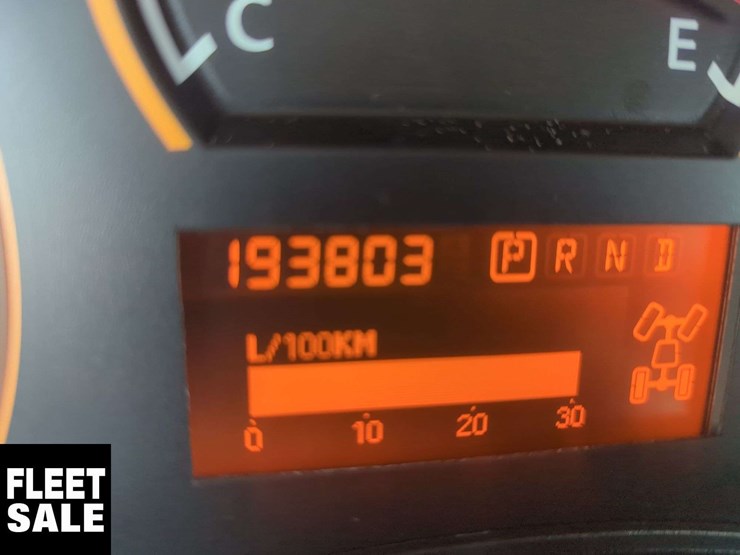 C E
193803 P R N D
L/100KM
0 10 20 30
FLEET
SALE